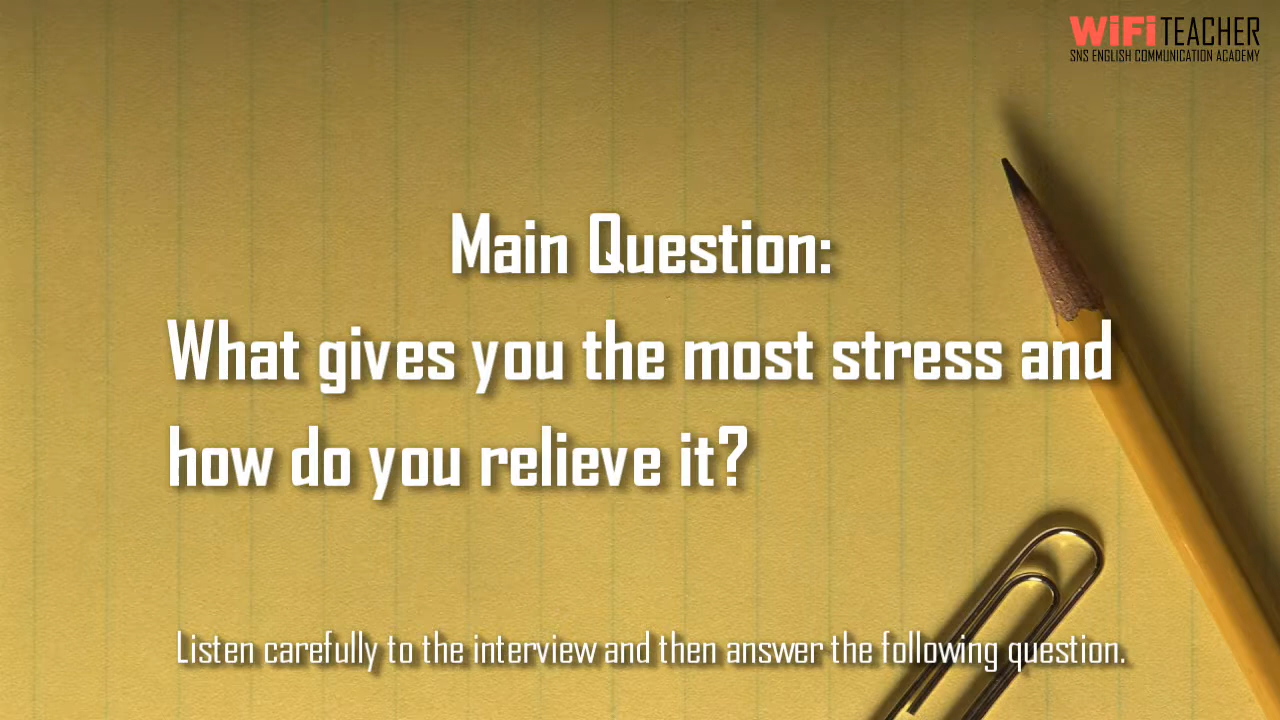 WiFi TEACHER
SNS ENGLISH COMMUNICATION ACADEMY
Main Question:
What gives you the most stress and
how do you relieve it?
Listen carefully to the interview and then answer the following question.